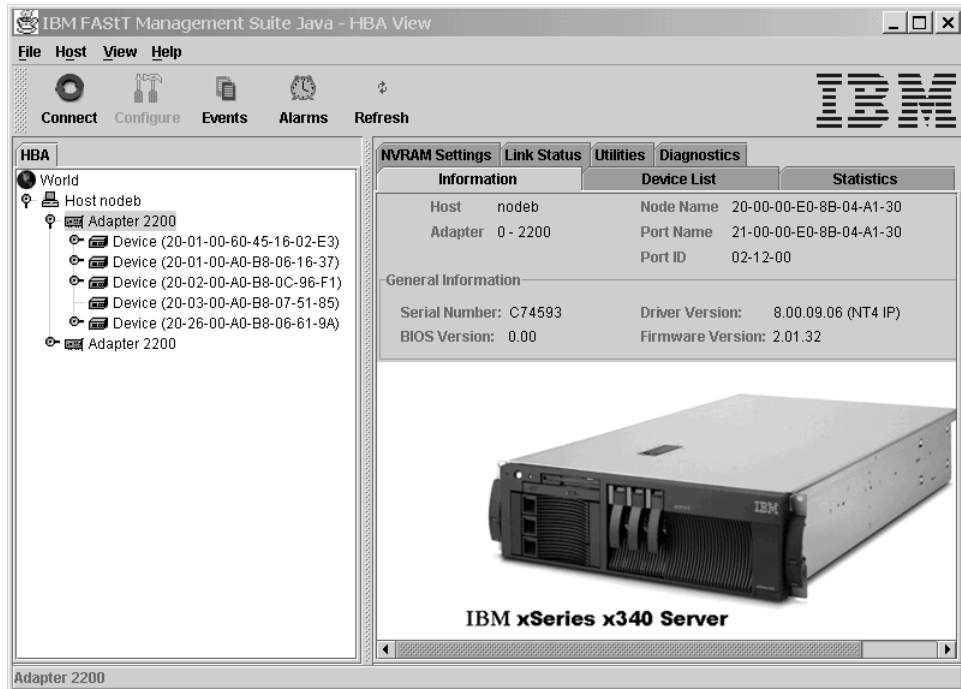 IBM FAStT Management Suite Java - HBA View
File Host View Help
Connect Configure Events Alarms Refresh
IBM
HBA
World
Host nodeb
Adapter 2200
Device (20-01-00-60-45-16-02-E3)
Device (20-01-00-A0-B8-06-16-37)
Device (20-02-00-A0-B8-0C-96-F1)
Device (20-03-00-A0-B8-07-51-85)
Device (20-26-00-A0-B8-06-61-9A)
Adapter 2200
NVRAM Settings Link Status Utilities Diagnostics
Information Device List Statistics
Host nodeb Node Name 20-00-00-E0-8B-04-A1-30
Adapter 0 - 2200 Port Name 21-00-00-E0-8B-04-A1-30
Port ID 02-12-00
General Information
Serial Number: C74593 Driver Version: 8.00.09.06 (NT4 IP)
BIOS Version: 0.00 Firmware Version: 2.01.32
IBM
IBM xSeries x340 Server
Adapter 2200